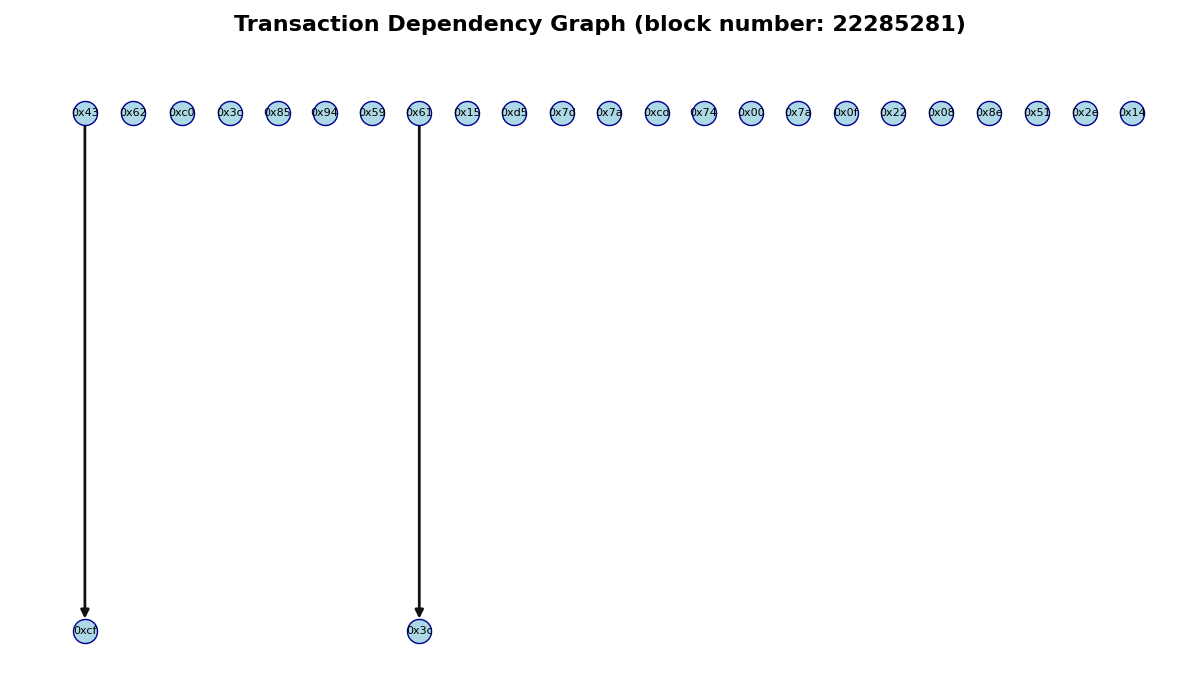 Transaction Dependency Graph (block number: 22285281)
0x43 0x62 0xc0 0x3c 0x85 0x94 0x59 0x61 0x15 0xd5 0x7d 0x7a 0xcd 0x74 0x00 0x7a 0x0f 0x22 0x08 0x8e 0x51 0x2e 0x14
0xcf 0x3c